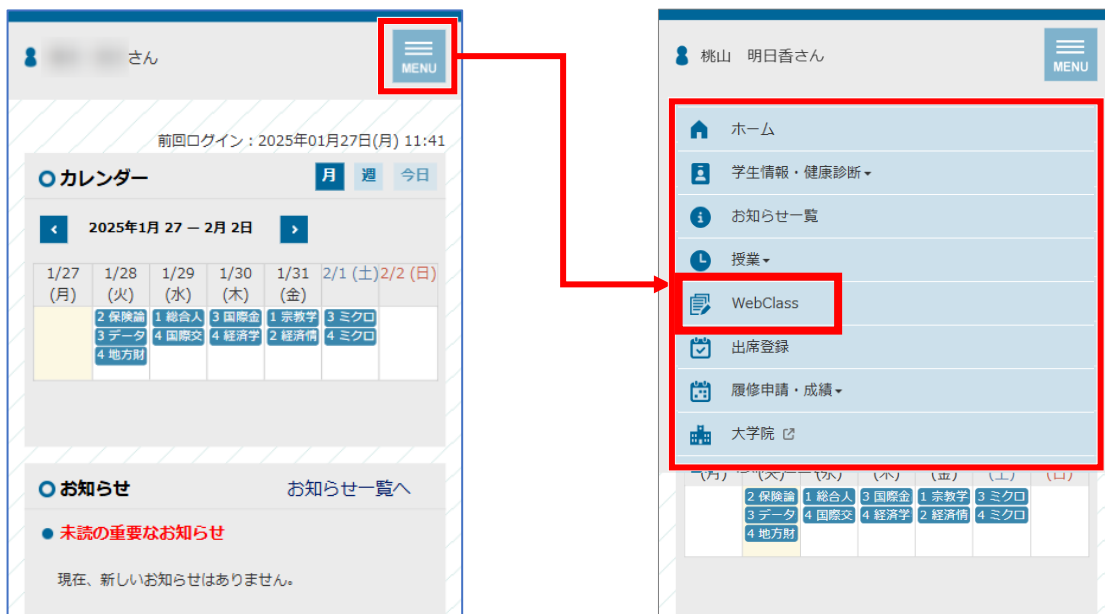 さん
MENU
前回ログイン：2025年01月27日(月) 11:41
カレンダー
月 週 今日
2025年1月 27 — 2月 2日
1/27 1/28 1/29 1/30 1/31 2/1 (土) 2/2 (日)
(月) (火) (水) (木) (金)
2 保険論 1 総合人 3 国際金 1 宗教学 3 ミクロ
3 データ 4 国際交 4 経済学 2 経済情 4 ミクロ
4 地方財
お知らせ お知らせ一覧へ
未読の重要なお知らせ
現在、新しいお知らせはありません。
桃山 明日香さん
MENU
ホーム
学生情報・健康診断
お知らせ一覧
授業
WebClass
出席登録
履修申請・成績
大学院
(月) (火) (水) (木) (金) (土) (日)
2 保険論 1 総合人 3 国際金 1 宗教学 3 ミクロ
3 データ 4 国際交 4 経済学 2 経済情 4 ミクロ
4 地方財